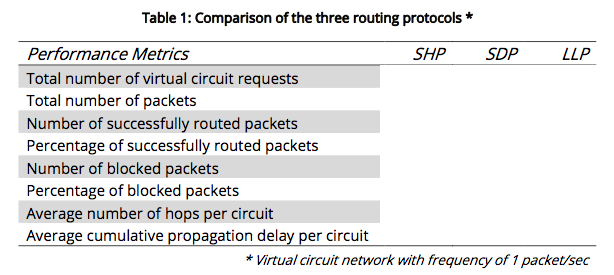 Table 1: Comparison of the three routing protocols *
Performance Metrics SHP SDP LLP
Total number of virtual circuit requests
Total number of packets
Number of successfully routed packets
Percentage of successfully routed packets
Number of blocked packets
Percentage of blocked packets
Average number of hops per circuit
Average cumulative propagation delay per circuit
* Virtual circuit network with frequency of 1 packet/sec